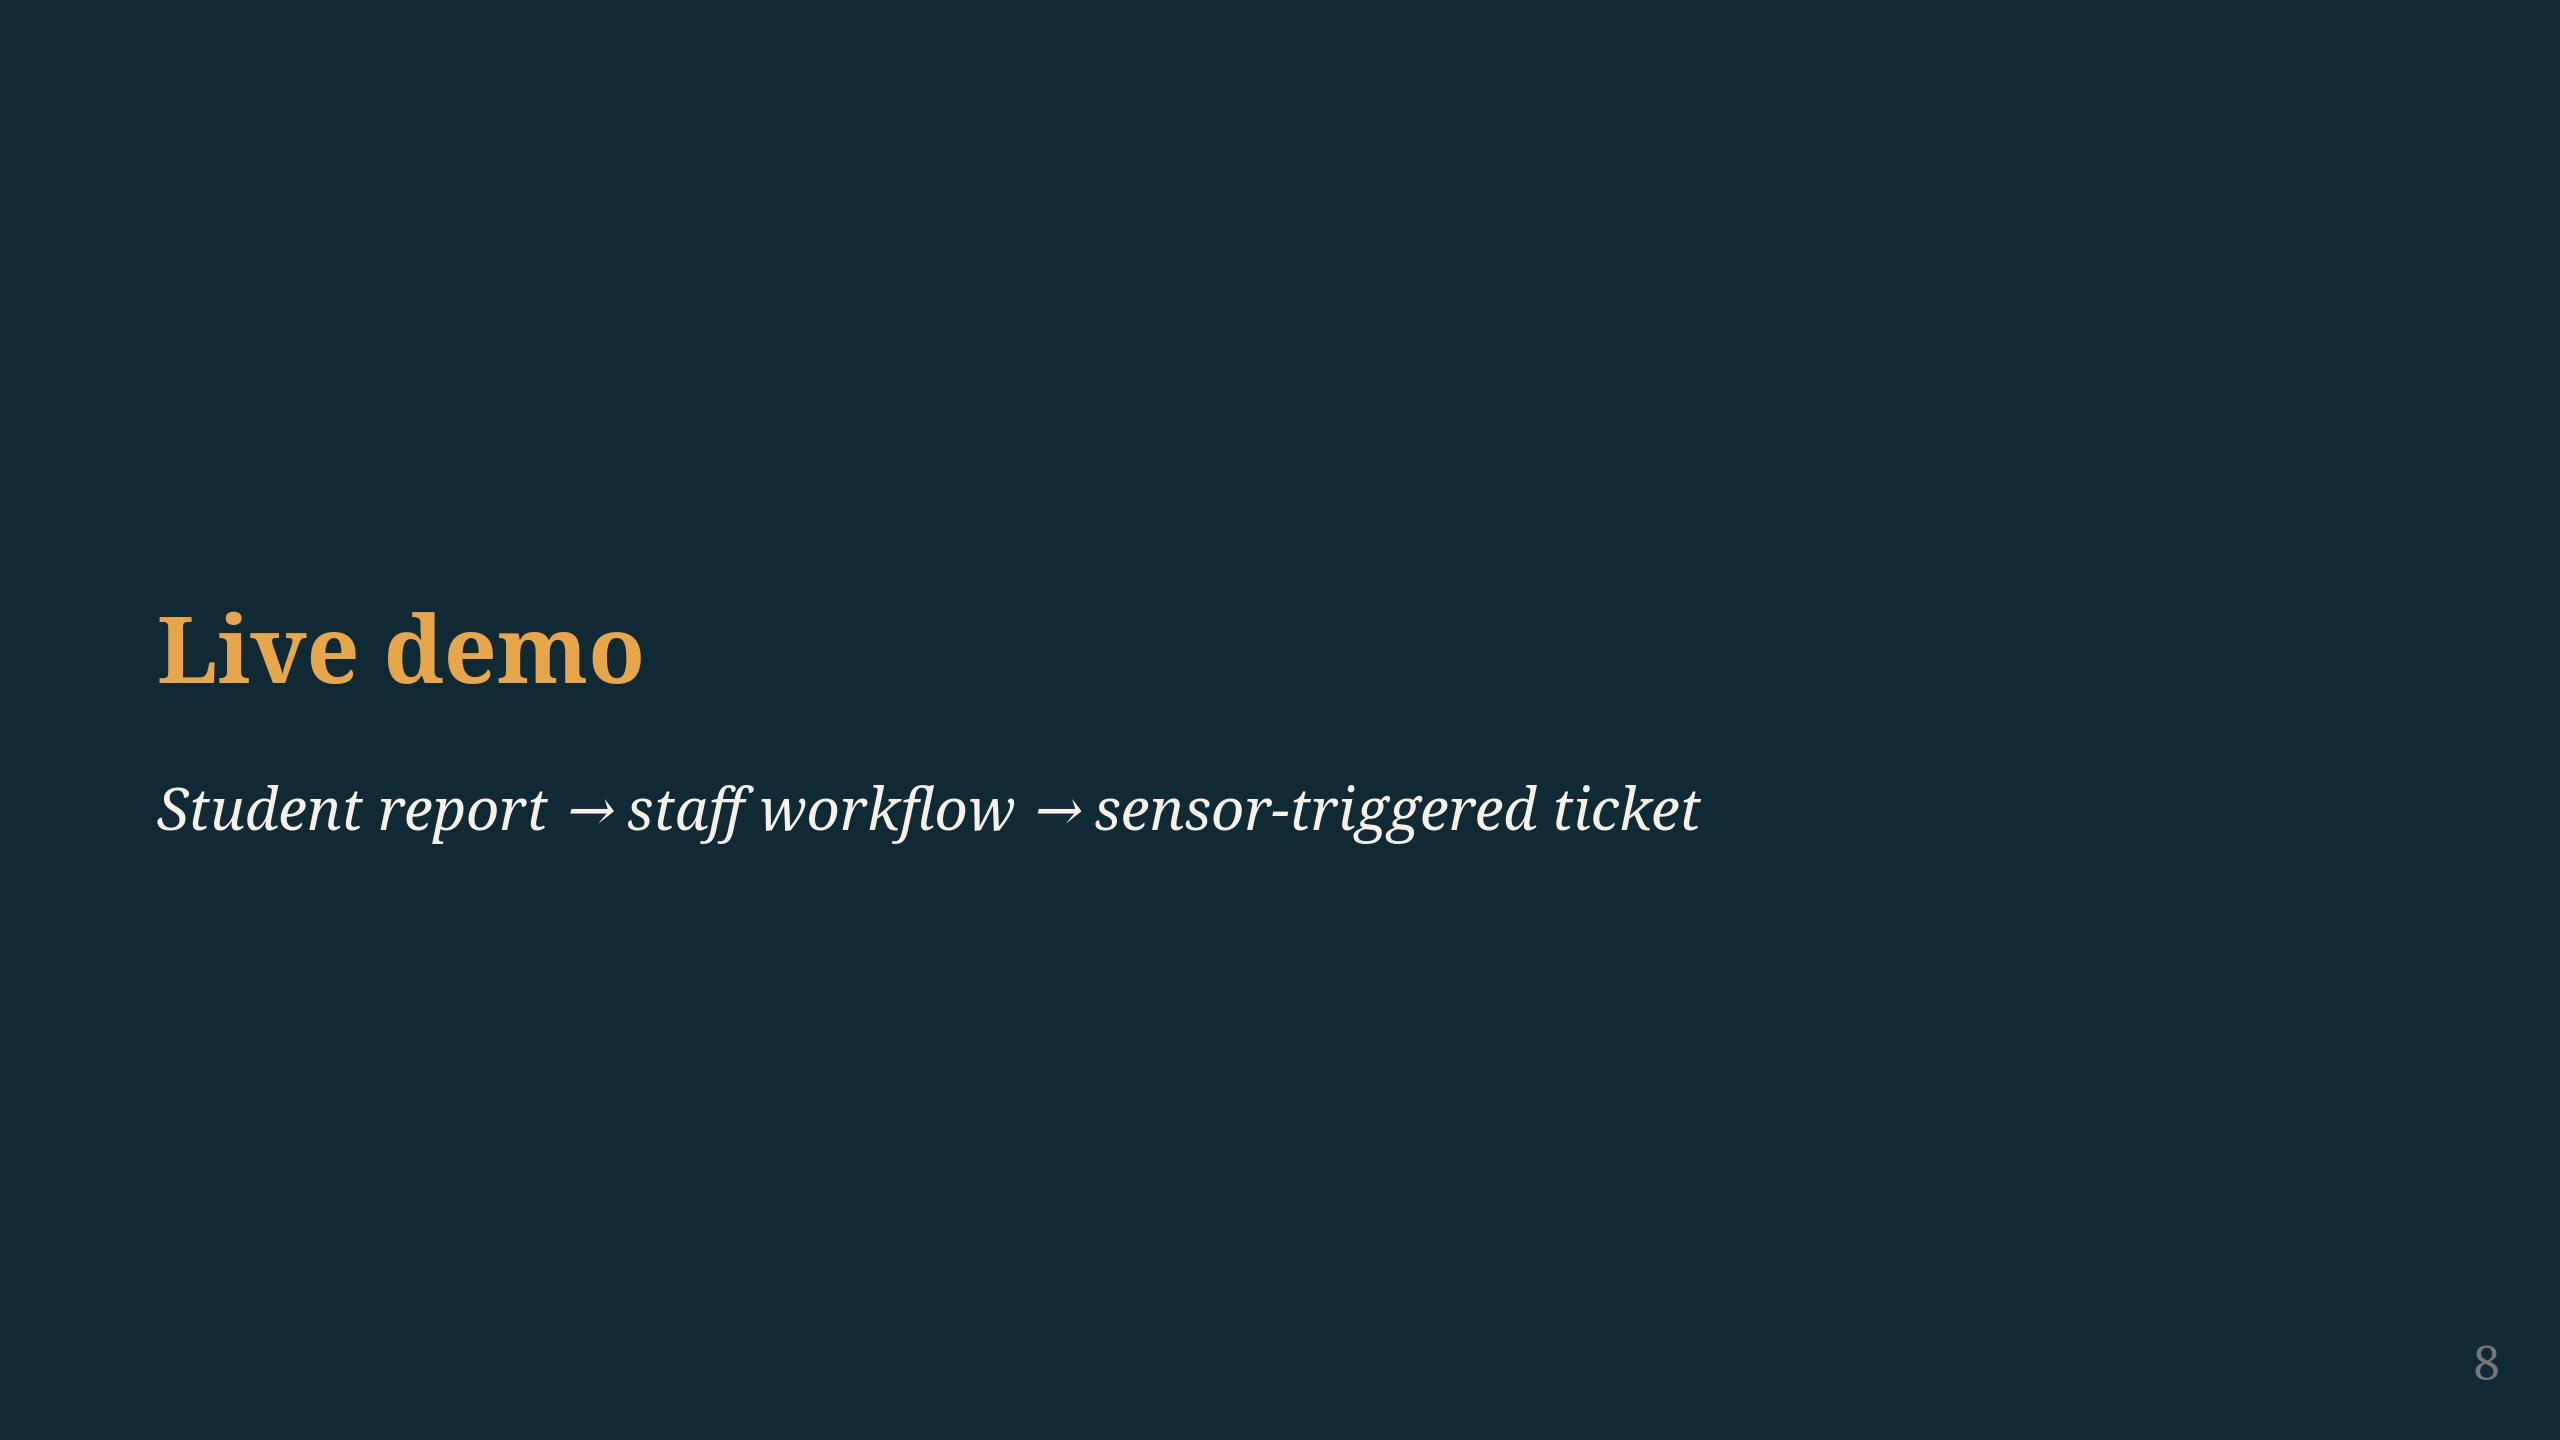 Live demo
Student report → staff workflow → sensor-triggered ticket
8